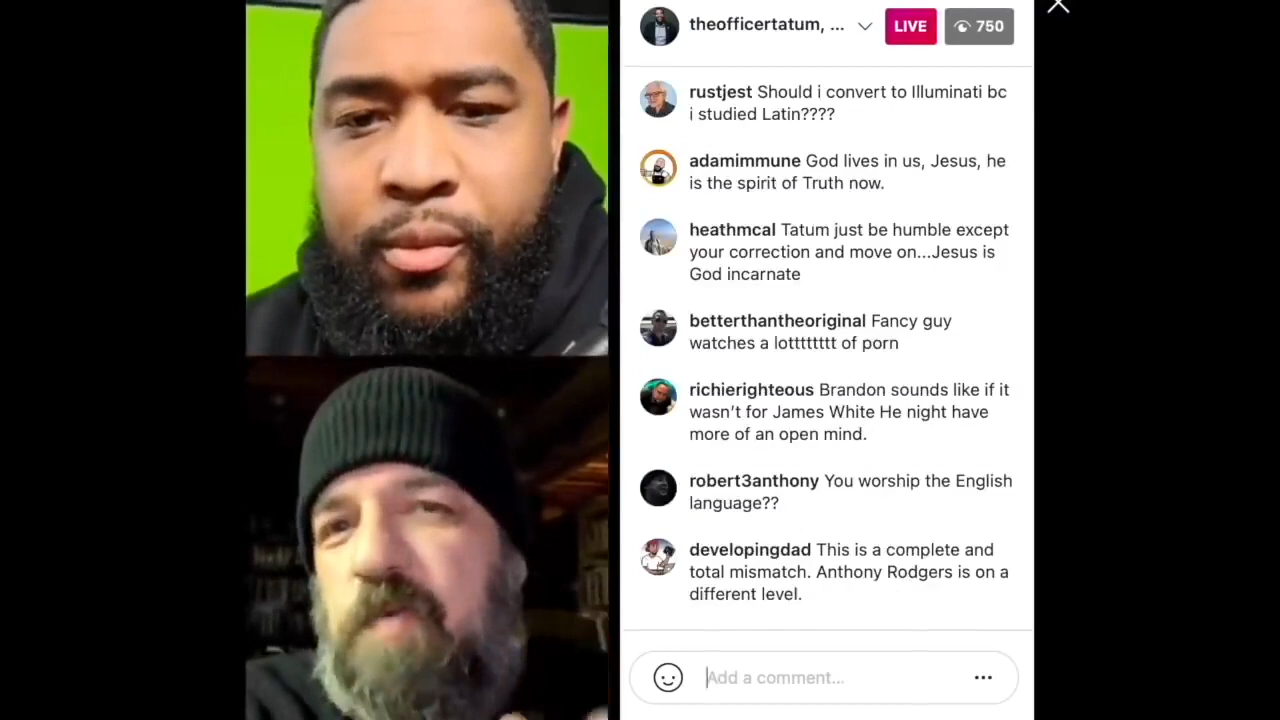 theofficertatum, ...
LIVE
750
rustjest Should i convert to Illuminati bc
i studied Latin????
adamimmune God lives in us, Jesus, he
is the spirit of Truth now.
heathmcal Tatum just be humble except
your correction and move on...Jesus is
God incarnate
betterthantheoriginal Fancy guy
watches a lotttttttt of porn
richierighteous Brandon sounds like if it
wasn’t for James White He night have
more of an open mind.
robert3anthony You worship the English
language??
developingdad This is a complete and
total mismatch. Anthony Rodgers is on a
different level.
Add a comment...